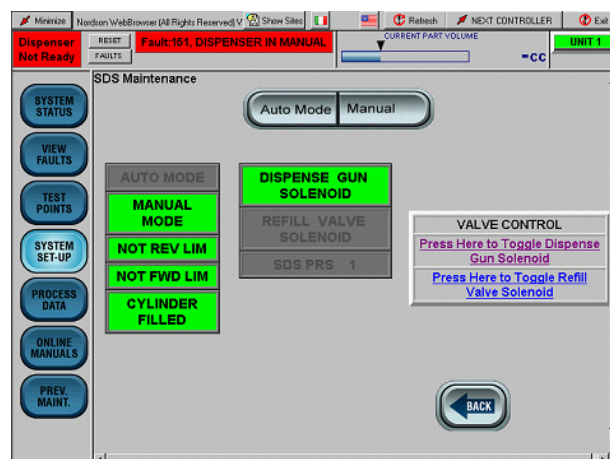 Minimize
Nordson WebBrowser (All Rights Reserved) V
Show Sites
Refresh
NEXT CONTROLLER
Exit
Dispenser
Not Ready
RESET
FAULTS
Fault:151, DISPENSER IN MANUAL
CURRENT PART VOLUME
-cc
UNIT 1
SDS Maintenance
SYSTEM
STATUS
VIEW
FAULTS
TEST
POINTS
SYSTEM
SET-UP
PROCESS
DATA
ONLINE
MANUALS
PREV.
MAINT.
Auto Mode
Manual
AUTO MODE
MANUAL
MODE
NOT REV LIM
NOT FWD LIM
CYLINDER
FILLED
DISPENSE GUN
SOLENOID
REFILL VALVE
SOLENOID
SDS PRS 1
VALVE CONTROL
Press Here to Toggle Dispense
Gun Solenoid
Press Here to Toggle Refill
Valve Solenoid
BACK